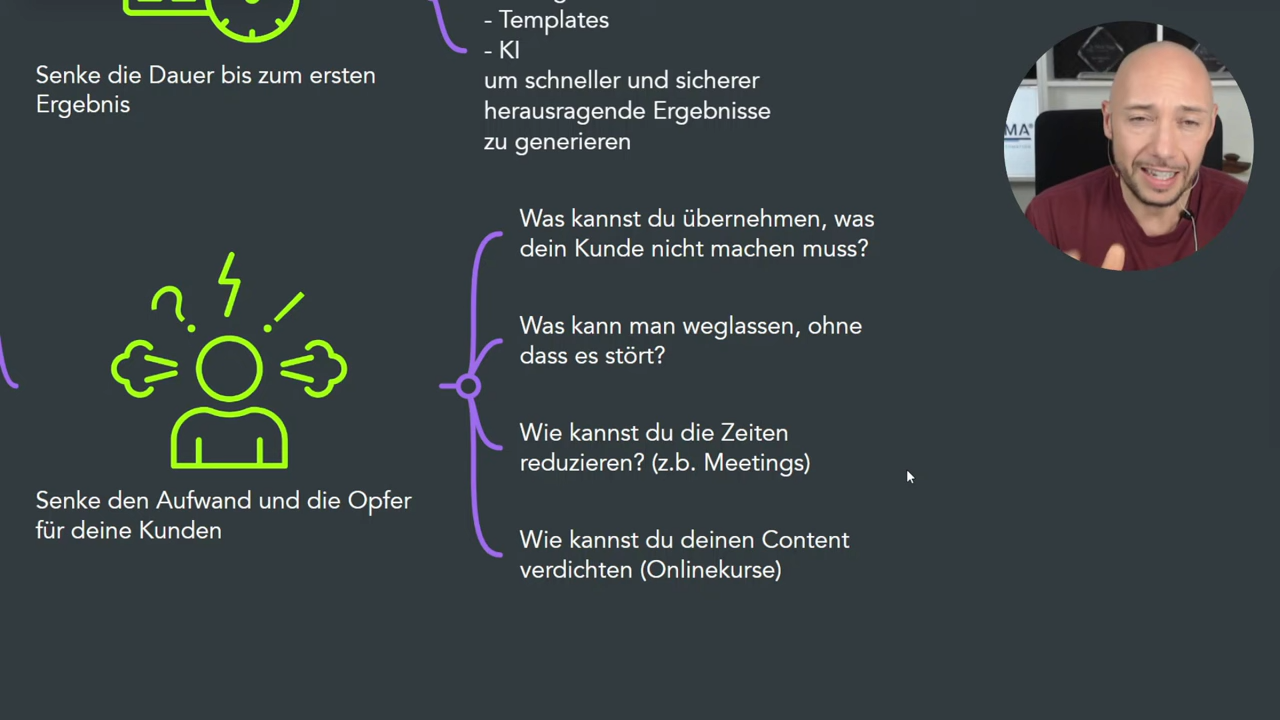 - Templates
- KI
um schneller und sicherer
herausragende Ergebnisse
zu generieren
Senke die Dauer bis zum ersten
Ergebnis
Was kannst du übernehmen, was
dein Kunde nicht machen muss?
Was kann man weglassen, ohne
dass es stört?
Wie kannst du die Zeiten
reduzieren? (z.b. Meetings)
Wie kannst du deinen Content
verdichten (Onlinekurse)
Senke den Aufwand und die Opfer
für deine Kunden
MA®